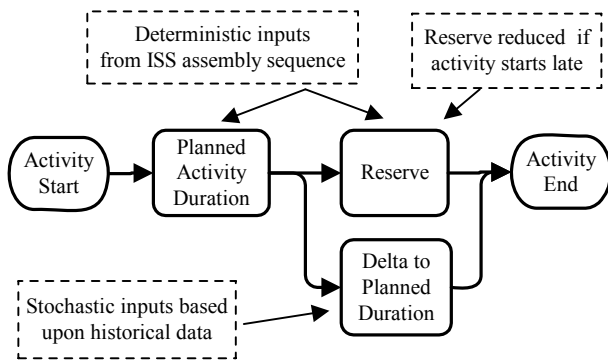 Deterministic inputs
from ISS assembly sequence
Reserve reduced if
activity starts late
Activity
Start
Planned
Activity
Duration
Reserve
Activity
End
Delta to
Planned
Duration
Stochastic inputs based
upon historical data